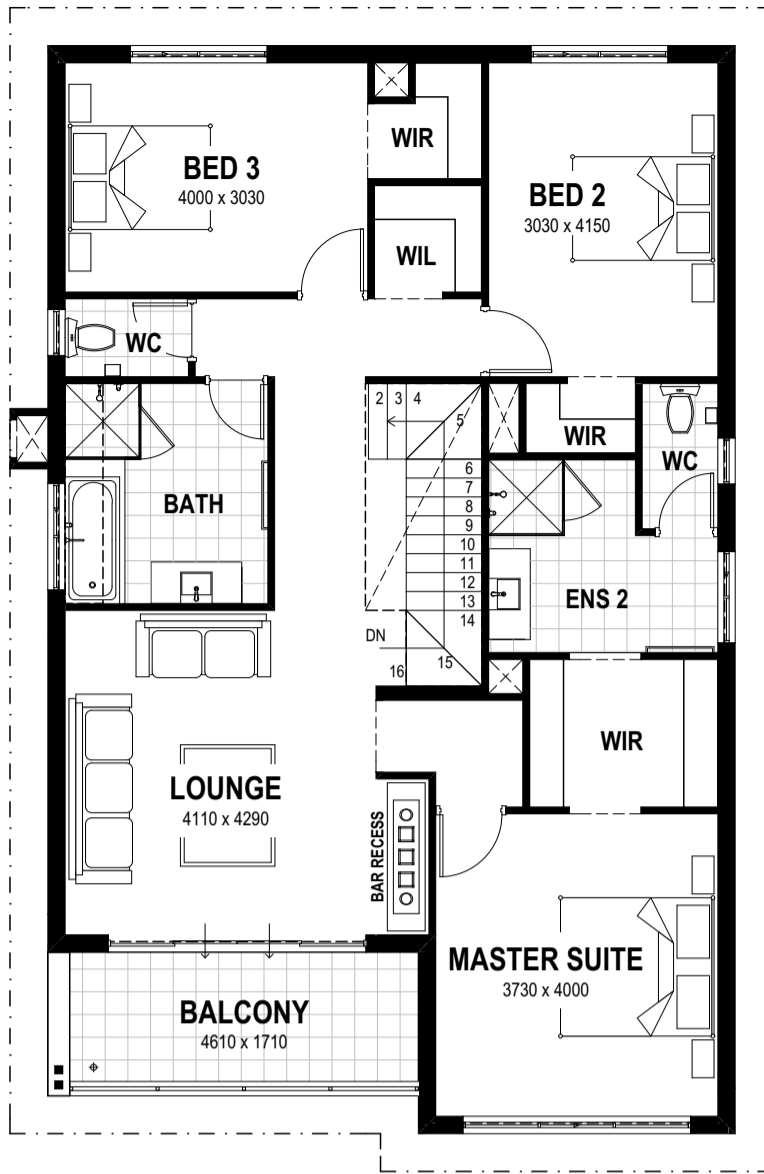 BED 3
4000 x 3030
WIR
BED 2
3030 x 4150
WIL
WC
2 3 4
5
6
7
8
9
10
11
12
13
14
15
16
DN
WIR
WC
BATH
ENS 2
WIR
LOUNGE
4110 x 4290
BAR RECESS
MASTER SUITE
3730 x 4000
BALCONY
4610 x 1710